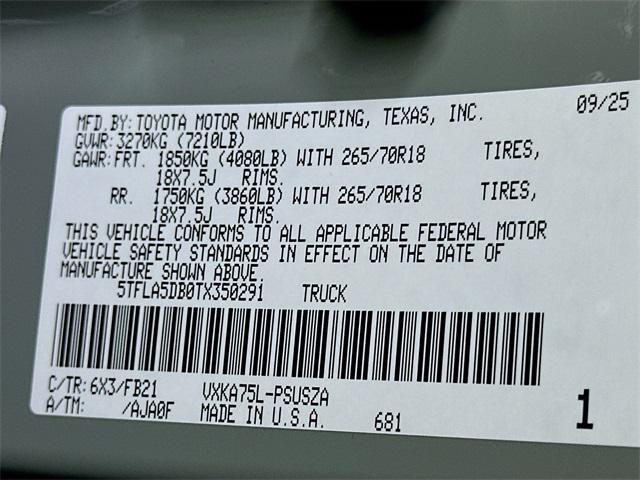 MFD.BY:TOYOTA MOTOR MANUFACTURING, TEXAS, INC. 09/25
GVWR:3270KG (7210LB)
GAWR:FRT. 1850KG (4080LB) WITH 265/70R18 TIRES,
18X7.5J RIMS.
RR. 1750KG (3860LB) WITH 265/70R18 TIRES,
18X7.5J RIMS.
THIS VEHICLE CONFORMS TO ALL APPLICABLE FEDERAL MOTOR
VEHICLE SAFETY STANDARDS IN EFFECT ON THE DATE OF
MANUFACTURE SHOWN ABOVE.
5TFLA5DB0TX350291 TRUCK
C/TR:6X3/FB21 VXKA75L-PSUSZA
A/TM: /AJA0F MADE IN U.S.A. 681 1